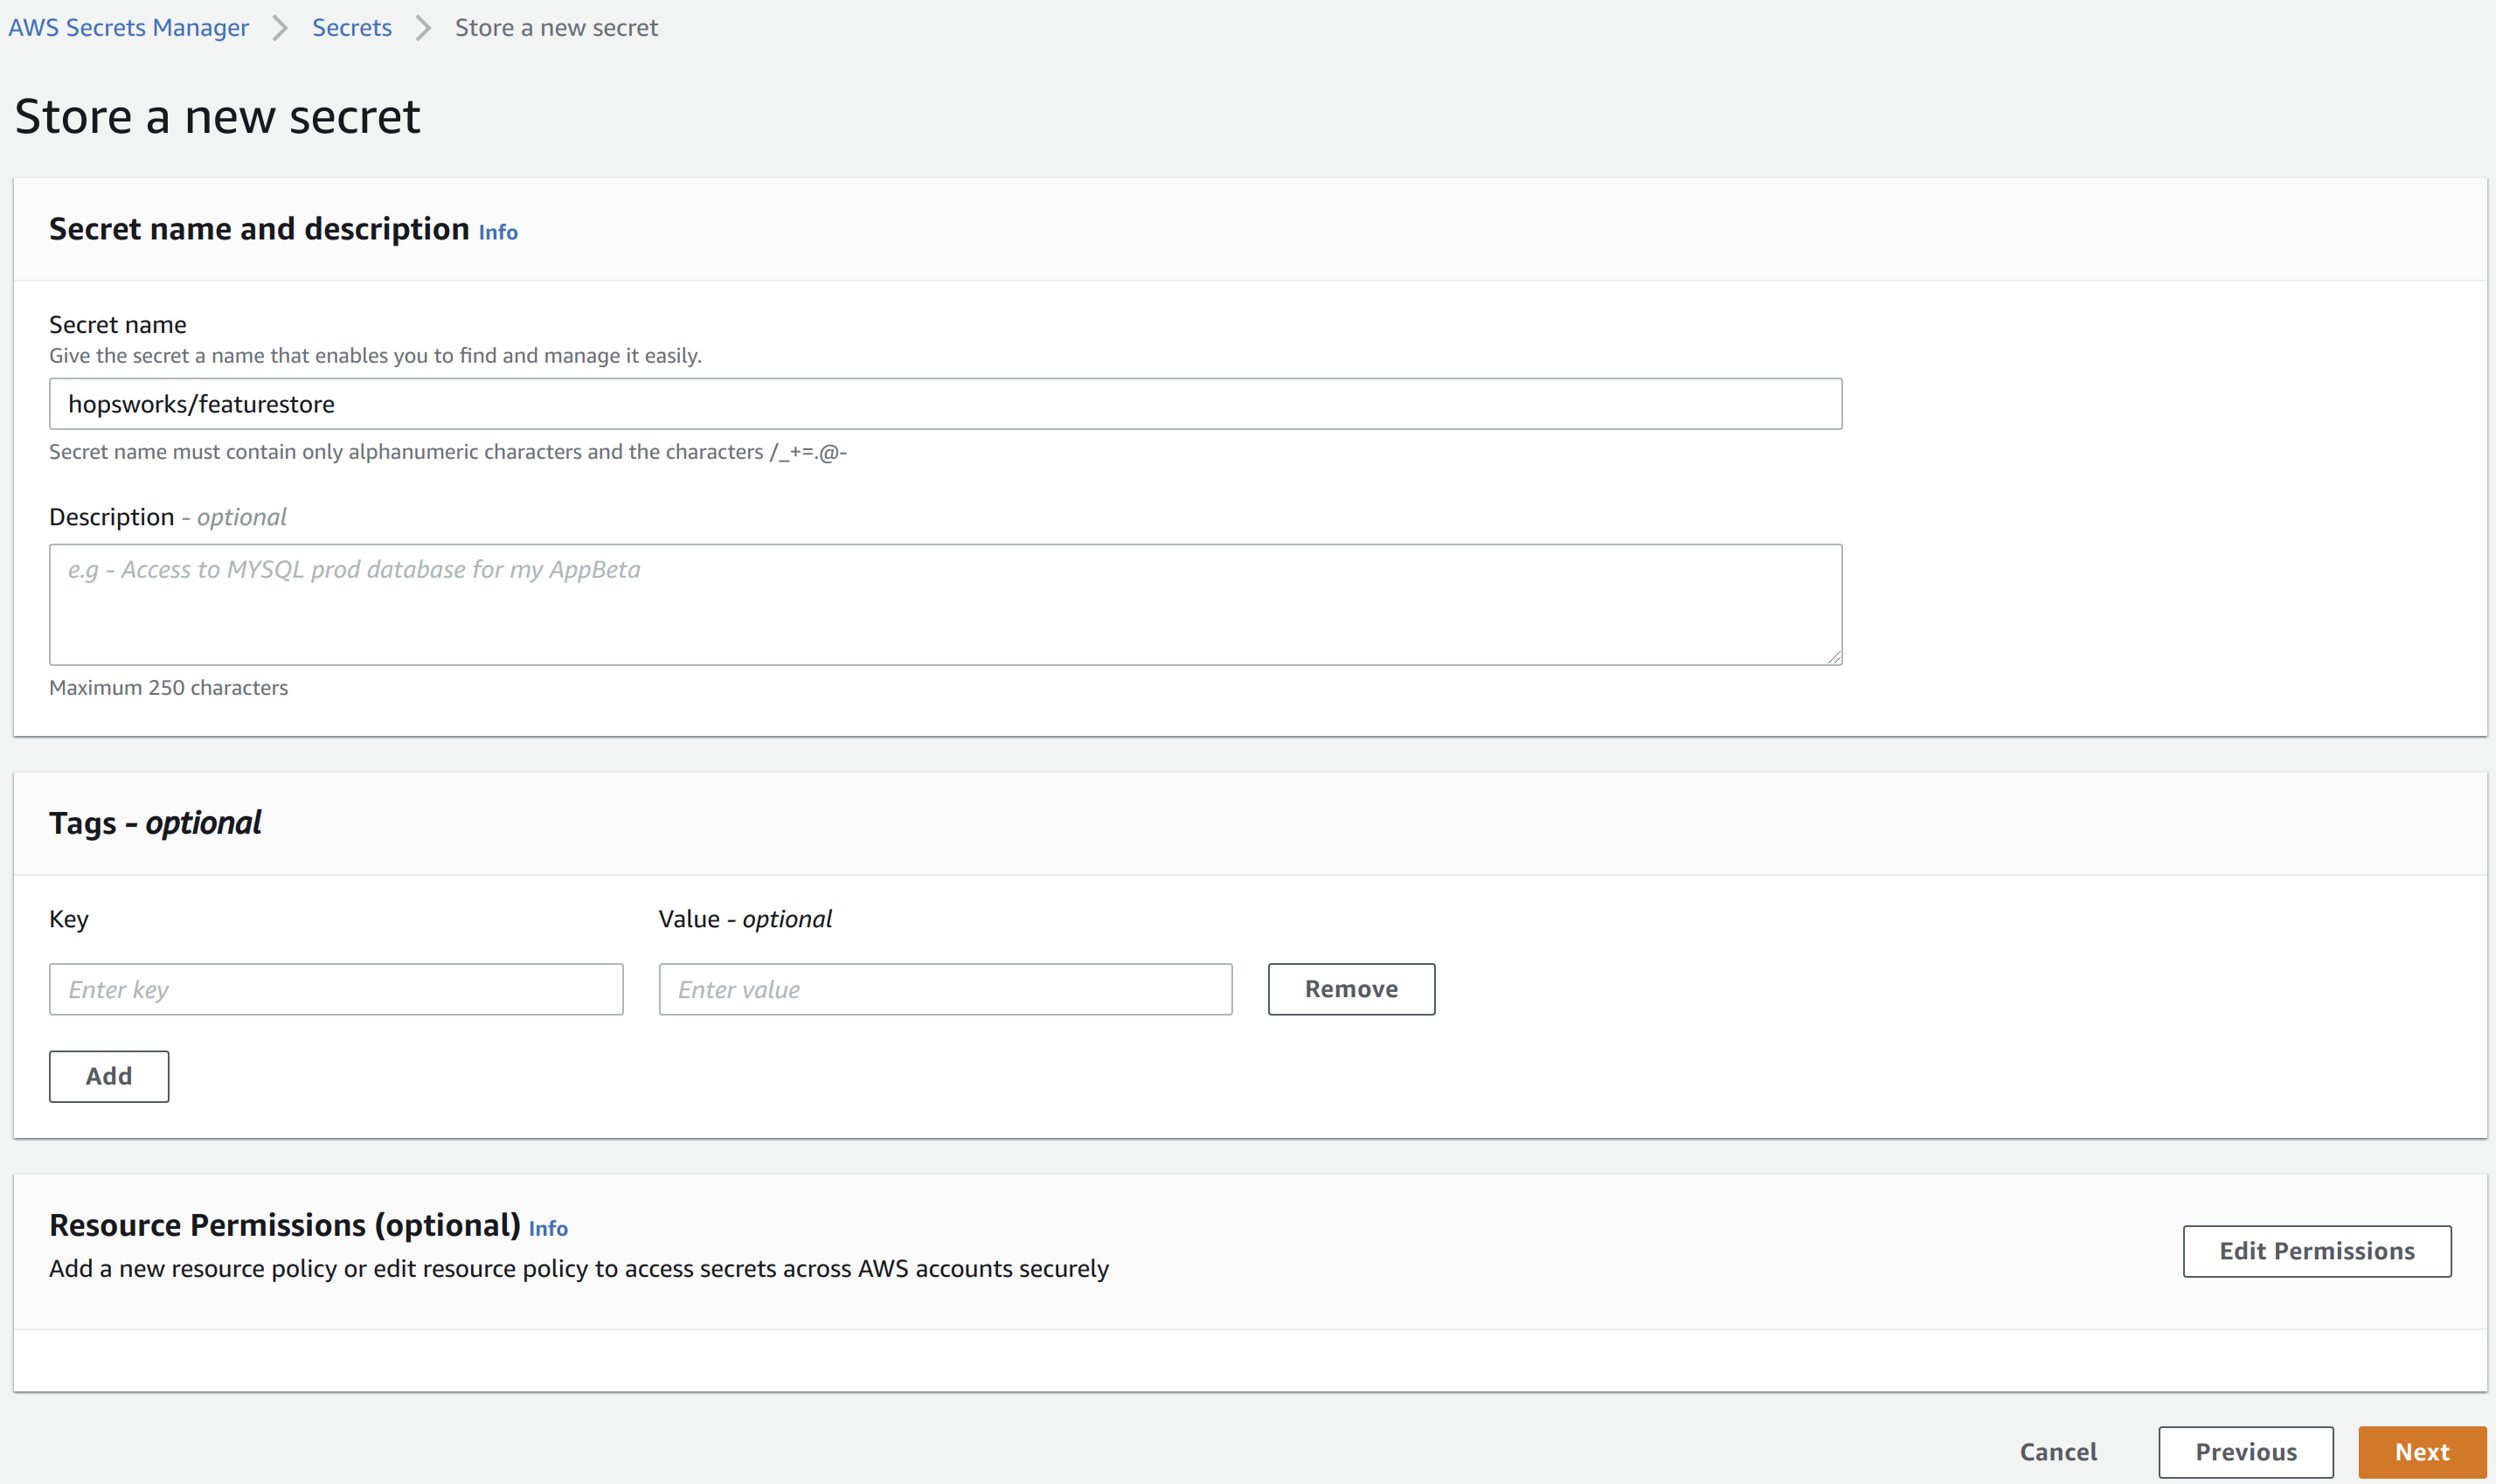 AWS Secrets Manager > Secrets > Store a new secret
Store a new secret
Secret name and description Info
Secret name
Give the secret a name that enables you to find and manage it easily.
hopsworks/featurestore
Secret name must contain only alphanumeric characters and the characters /_+=.@-
Description - optional
e.g - Access to MYSQL prod database for my AppBeta
Maximum 250 characters
Tags - optional
Key Value - optional
Enter key Enter value Remove
Add
Resource Permissions (optional) Info
Add a new resource policy or edit resource policy to access secrets across AWS accounts securely
Edit Permissions
Cancel Previous Next